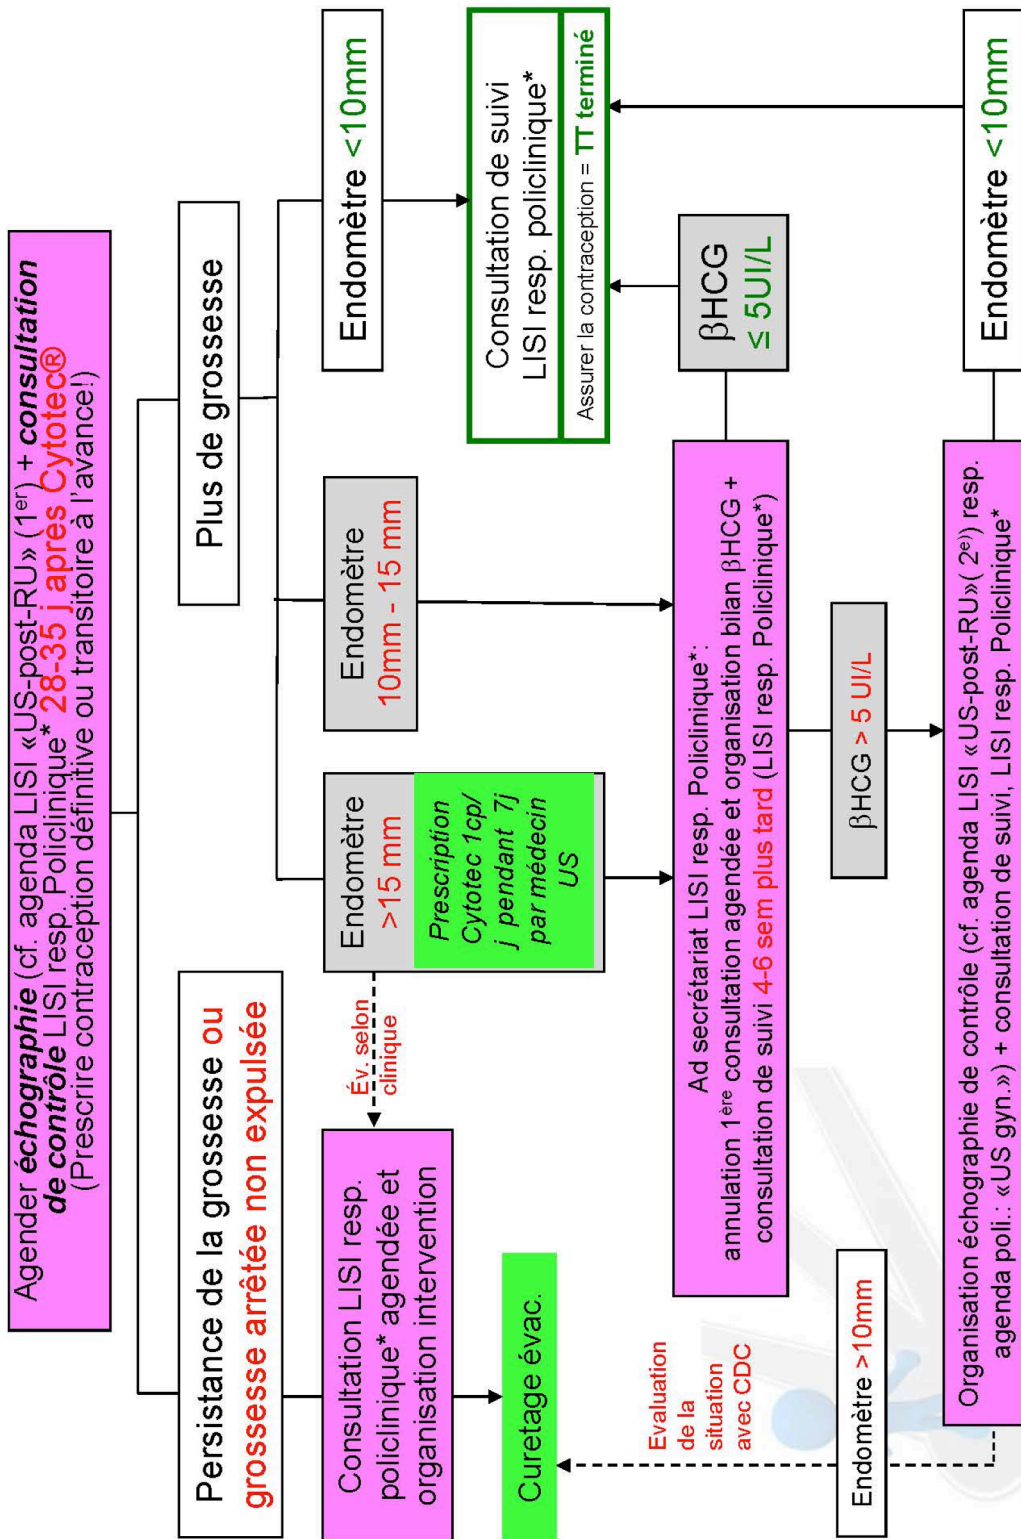 Agender échographie (cf. agenda LISI «US-post-RU» (1er) + consultation
de contrôle LISI resp. Policlinique* 28-35 j après Cytotec®
(Prescrire contraception définitive ou transitoire à l'avance!)
Persistance de la grossesse ou
grossesse arrêtée non expulsée
Plus de grossesse
Consultation LISI resp.
policlinique* agendée et
organisation intervention
Év. selon
clinique
Endomètre
>15 mm
Prescription
Cytotec 1cp/
j pendant 7j
par médecin
US
Endomètre
10mm - 15 mm
Endomètre <10mm
Curetage évac.
Consultation de suivi
LISI resp. policlinique*
Assurer la contraception = TT terminé
Ad secrétariat LISI resp. Policlinique*:
annulation 1ère consultation agendée et organisation bilan βHCG +
consultation de suivi 4-6 sem plus tard (LISI resp. Policlinique*)
βHCG
≤ 5UI/L
Evaluation
de la
situation
avec CDC
βHCG > 5 UI/L
Endomètre >10mm
Organisation échographie de contrôle (cf. agenda LISI «US-post-RU»( 2e)) resp.
agenda poli.: «US gyn.») + consultation de suivi, LISI resp. Policlinique*
Endomètre <10mm